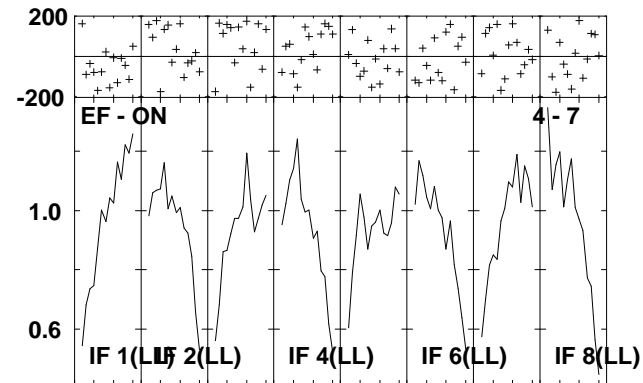 200
-200
EF - ON 4 - 7
1.0
0.6
IF 1(LL) IF 2(LL) IF 4(LL) IF 6(LL) IF 8(LL)